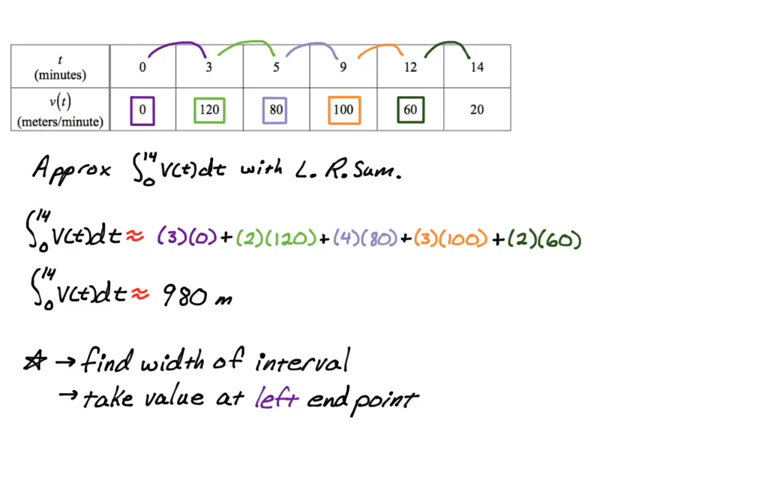 t (minutes) 0 3 5 9 12 14
v(t) (meters/minute) 0 120 80 100 60 20
Approx ∫₀¹⁴ V(t)dt with L. R. Sum.
∫₀¹⁴ V(t)dt ≈ (3)(0) + (2)(120) + (4)(80) + (3)(100) + (2)(60)
∫₀¹⁴ V(t)dt ≈ 980 m
☆ → find width of interval
→ take value at left end point